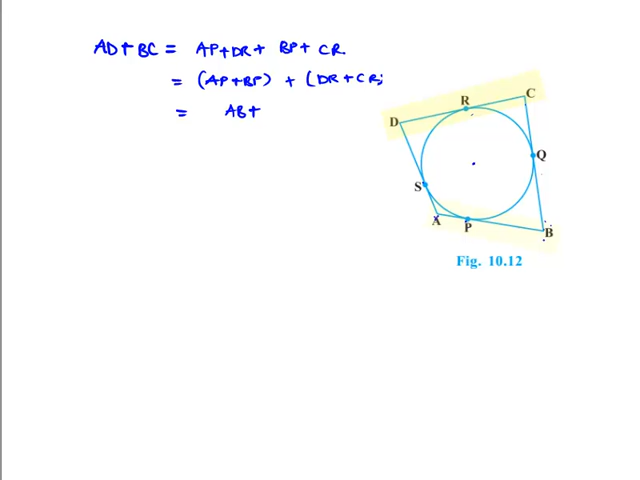 AD+BC = AP+DR+ BP+ CR.
= (AP+BP) + (DR+CR)
= AB+
C
R
D
Q
S
A
P
B
Fig. 10.12